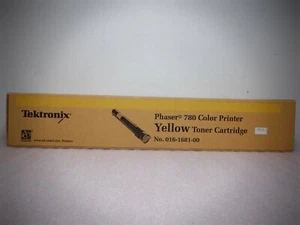 Tektronix
Phaser® 780 Color Printer
Yellow Toner Cartridge
No. 016-1681-00